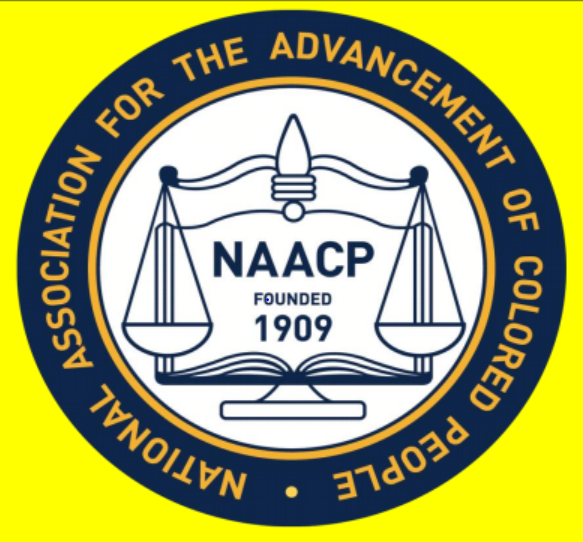 NATIONAL ASSOCIATION FOR THE ADVANCEMENT OF COLORED PEOPLE •
NAACP
FOUNDED
1909